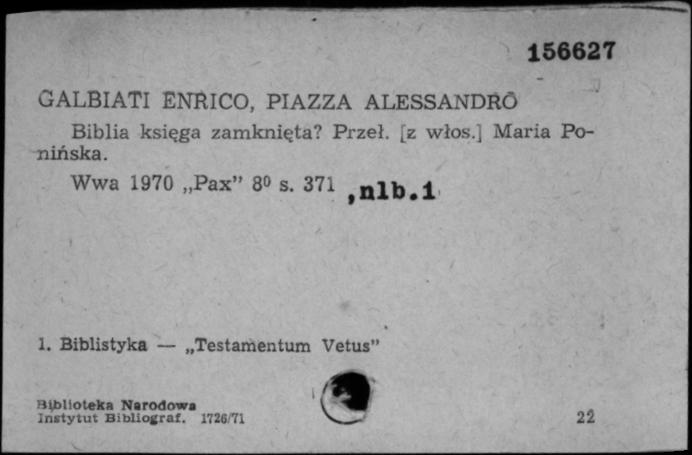 156627
GALBIATI ENRICO, PIAZZA ALESSANDRO
Biblia księga zamknięta? Przeł. [z włos.] Maria Po-
nińska.
Wwa 1970 „Pax” 8⁰ s. 371 ,nlb.1
1. Biblistyka — „Testamentum Vetus”
Biblioteka Narodowa
Instytut Bibliograf. 1726/71
22